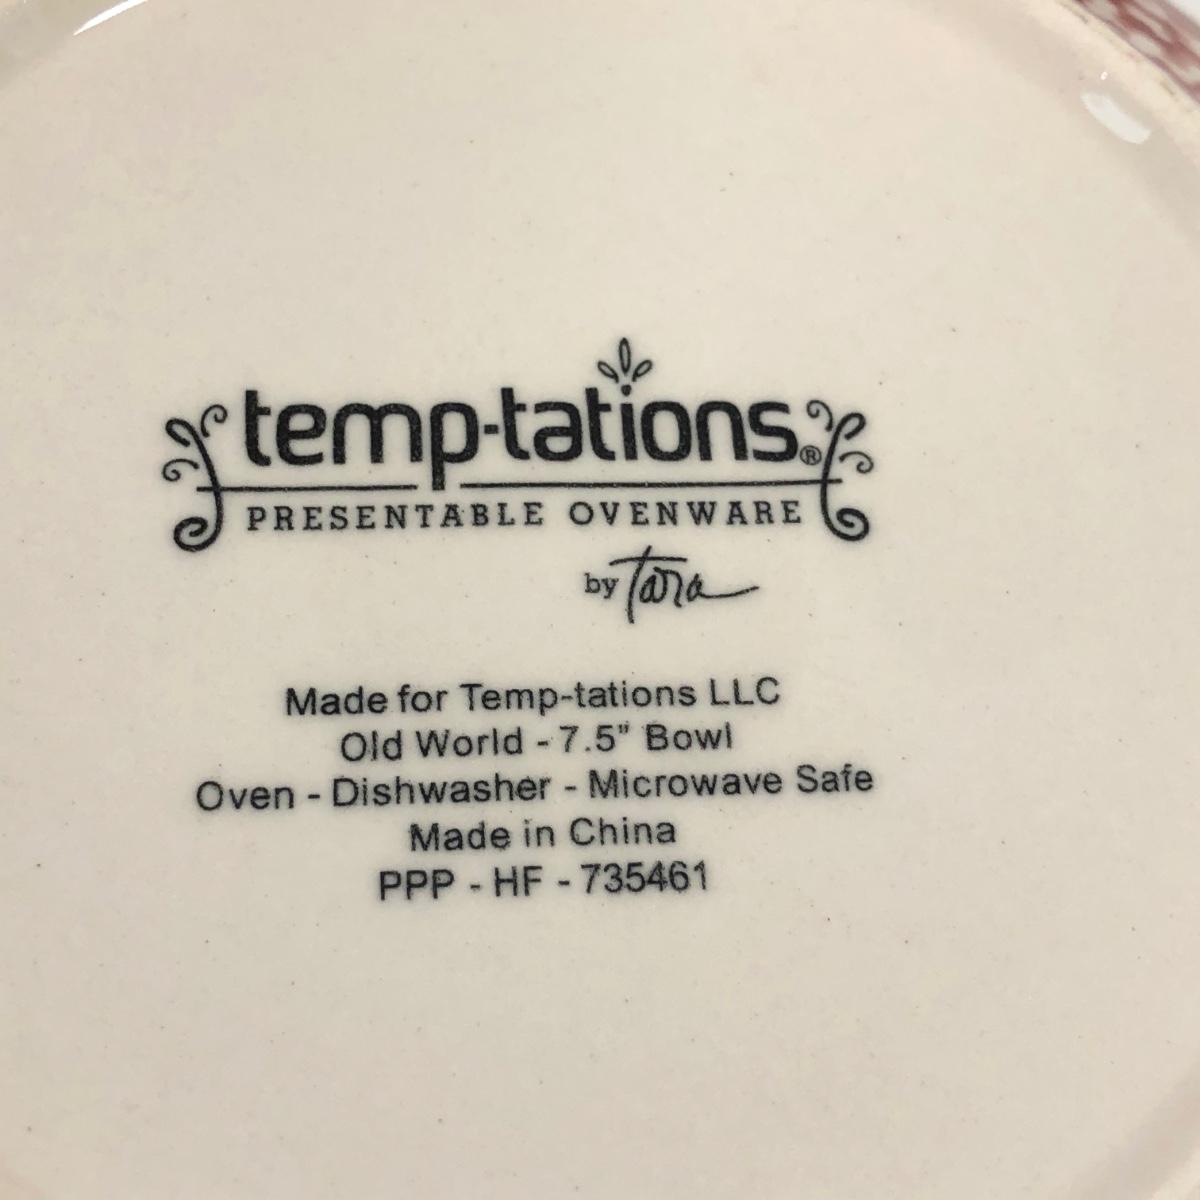 temp-tations®
PRESENTABLE OVENWARE
by Tara
Made for Temp-tations LLC
Old World - 7.5" Bowl
Oven - Dishwasher - Microwave Safe
Made in China
PPP - HF - 735461